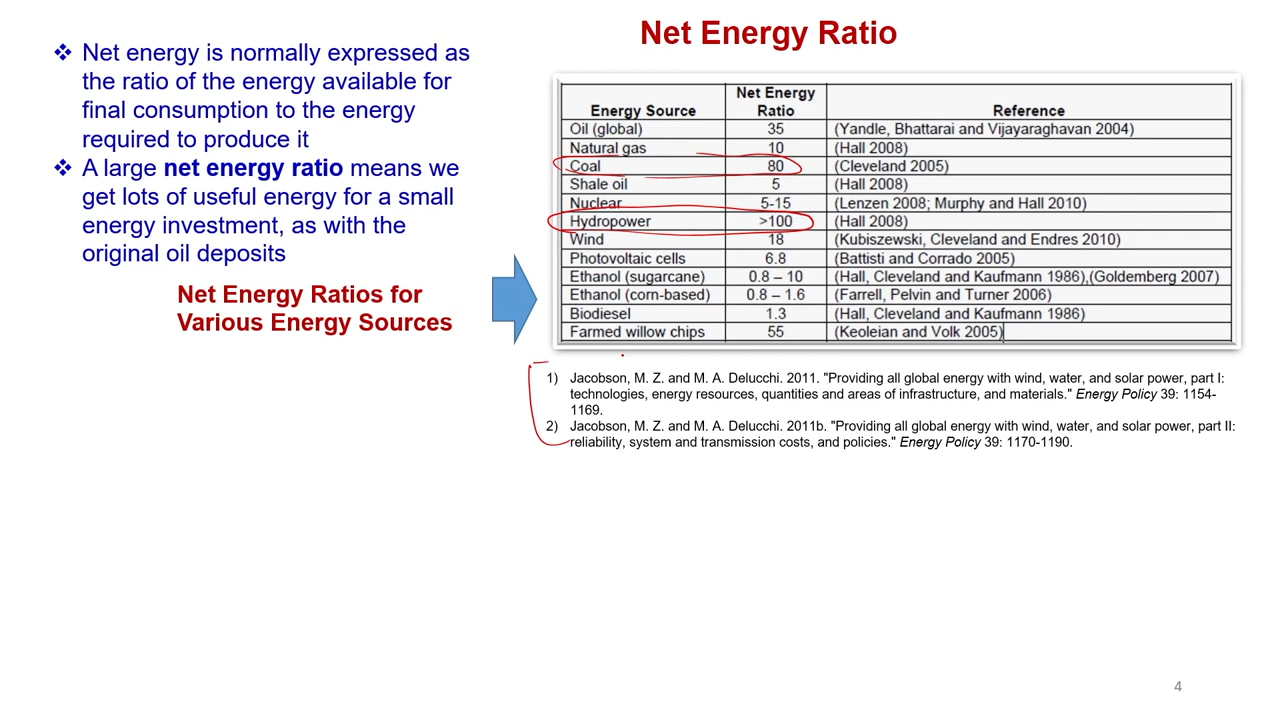 Net Energy Ratio
❖ Net energy is normally expressed as
the ratio of the energy available for
final consumption to the energy
required to produce it
❖ A large net energy ratio means we
get lots of useful energy for a small
energy investment, as with the
original oil deposits
Net Energy Ratios for
Various Energy Sources
Energy Source Net Energy Ratio Reference
Oil (global) 35 (Yandle, Bhattarai and Vijayaraghavan 2004)
Natural gas 10 (Hall 2008)
Coal 80 (Cleveland 2005)
Shale oil 5 (Hall 2008)
Nuclear 5-15 (Lenzen 2008; Murphy and Hall 2010)
Hydropower >100 (Hall 2008)
Wind 18 (Kubiszewski, Cleveland and Endres 2010)
Photovoltaic cells 6.8 (Battisti and Corrado 2005)
Ethanol (sugarcane) 0.8 – 10 (Hall, Cleveland and Kaufmann 1986),(Goldemberg 2007)
Ethanol (corn-based) 0.8 – 1.6 (Farrell, Pelvin and Turner 2006)
Biodiesel 1.3 (Hall, Cleveland and Kaufmann 1986)
Farmed willow chips 55 (Keoleian and Volk 2005)
1) Jacobson, M. Z. and M. A. Delucchi. 2011. "Providing all global energy with wind, water, and solar power, part I:
technologies, energy resources, quantities and areas of infrastructure, and materials." Energy Policy 39: 1154-
1169.
2) Jacobson, M. Z. and M. A. Delucchi. 2011b. "Providing all global energy with wind, water, and solar power, part II:
reliability, system and transmission costs, and policies." Energy Policy 39: 1170-1190.
4